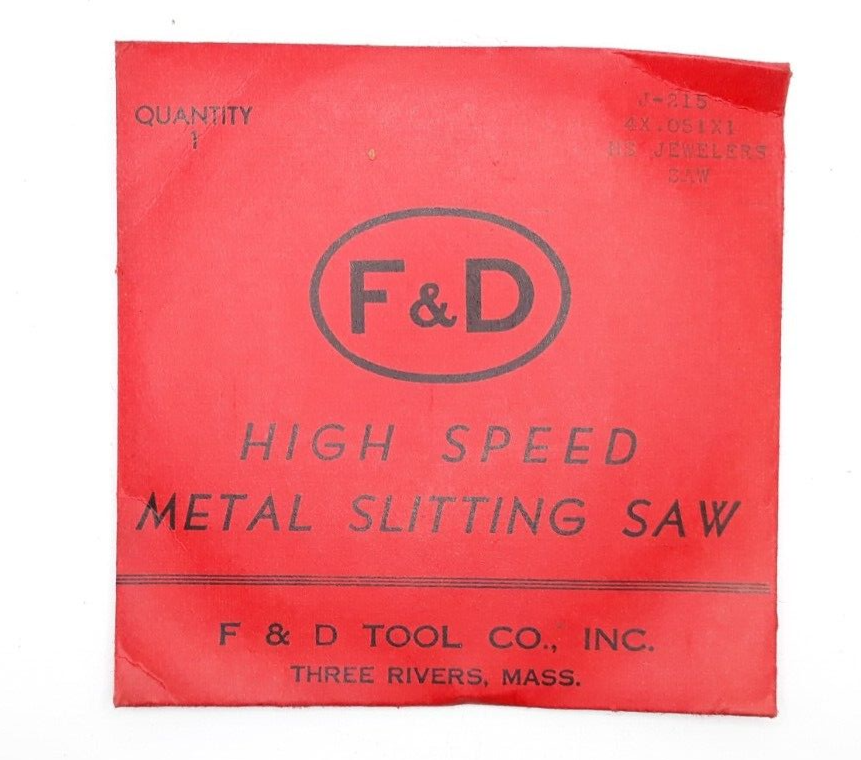 QUANTITY
1
J-215
4X.051X1
HS JEWELERS
SAW
F & D
HIGH SPEED
METAL SLITTING SAW
F & D TOOL CO., INC.
THREE RIVERS, MASS.